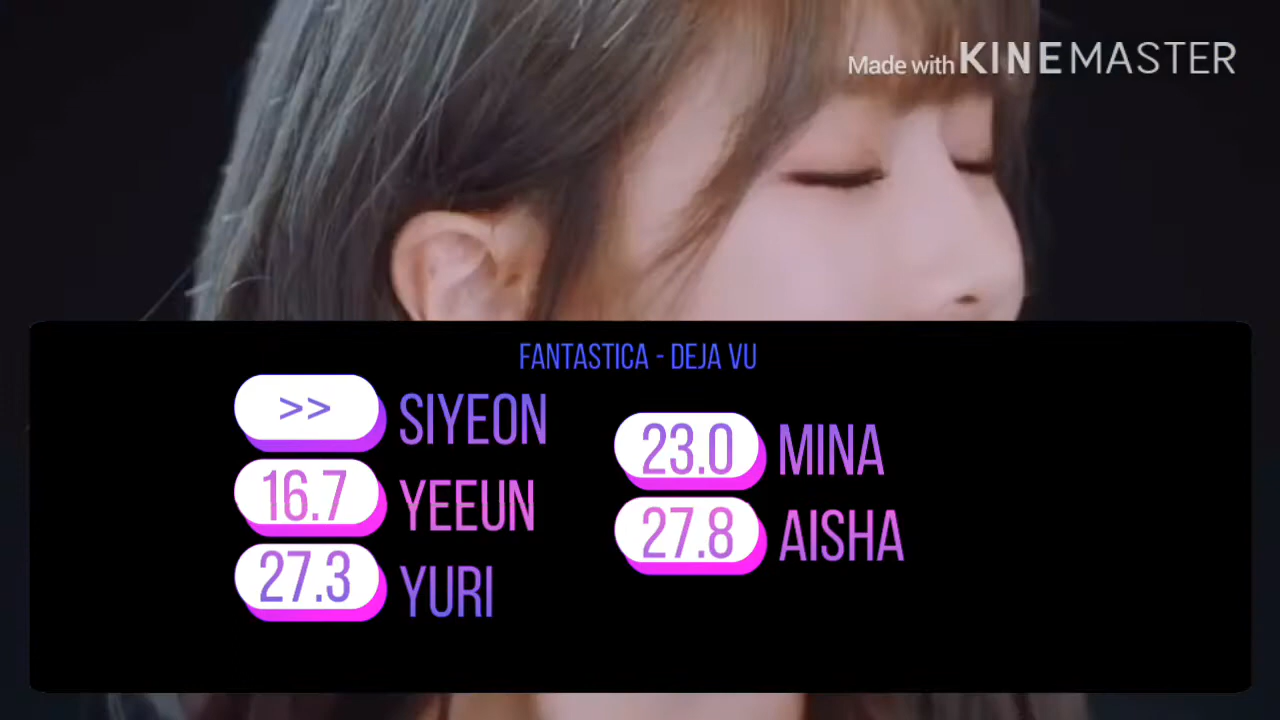 Made with KINEMASTER
FANTASTICA - DEJA VU
>> SIYEON
16.7 YEEUN
27.3 YURI
23.0 MINA
27.8 AISHA